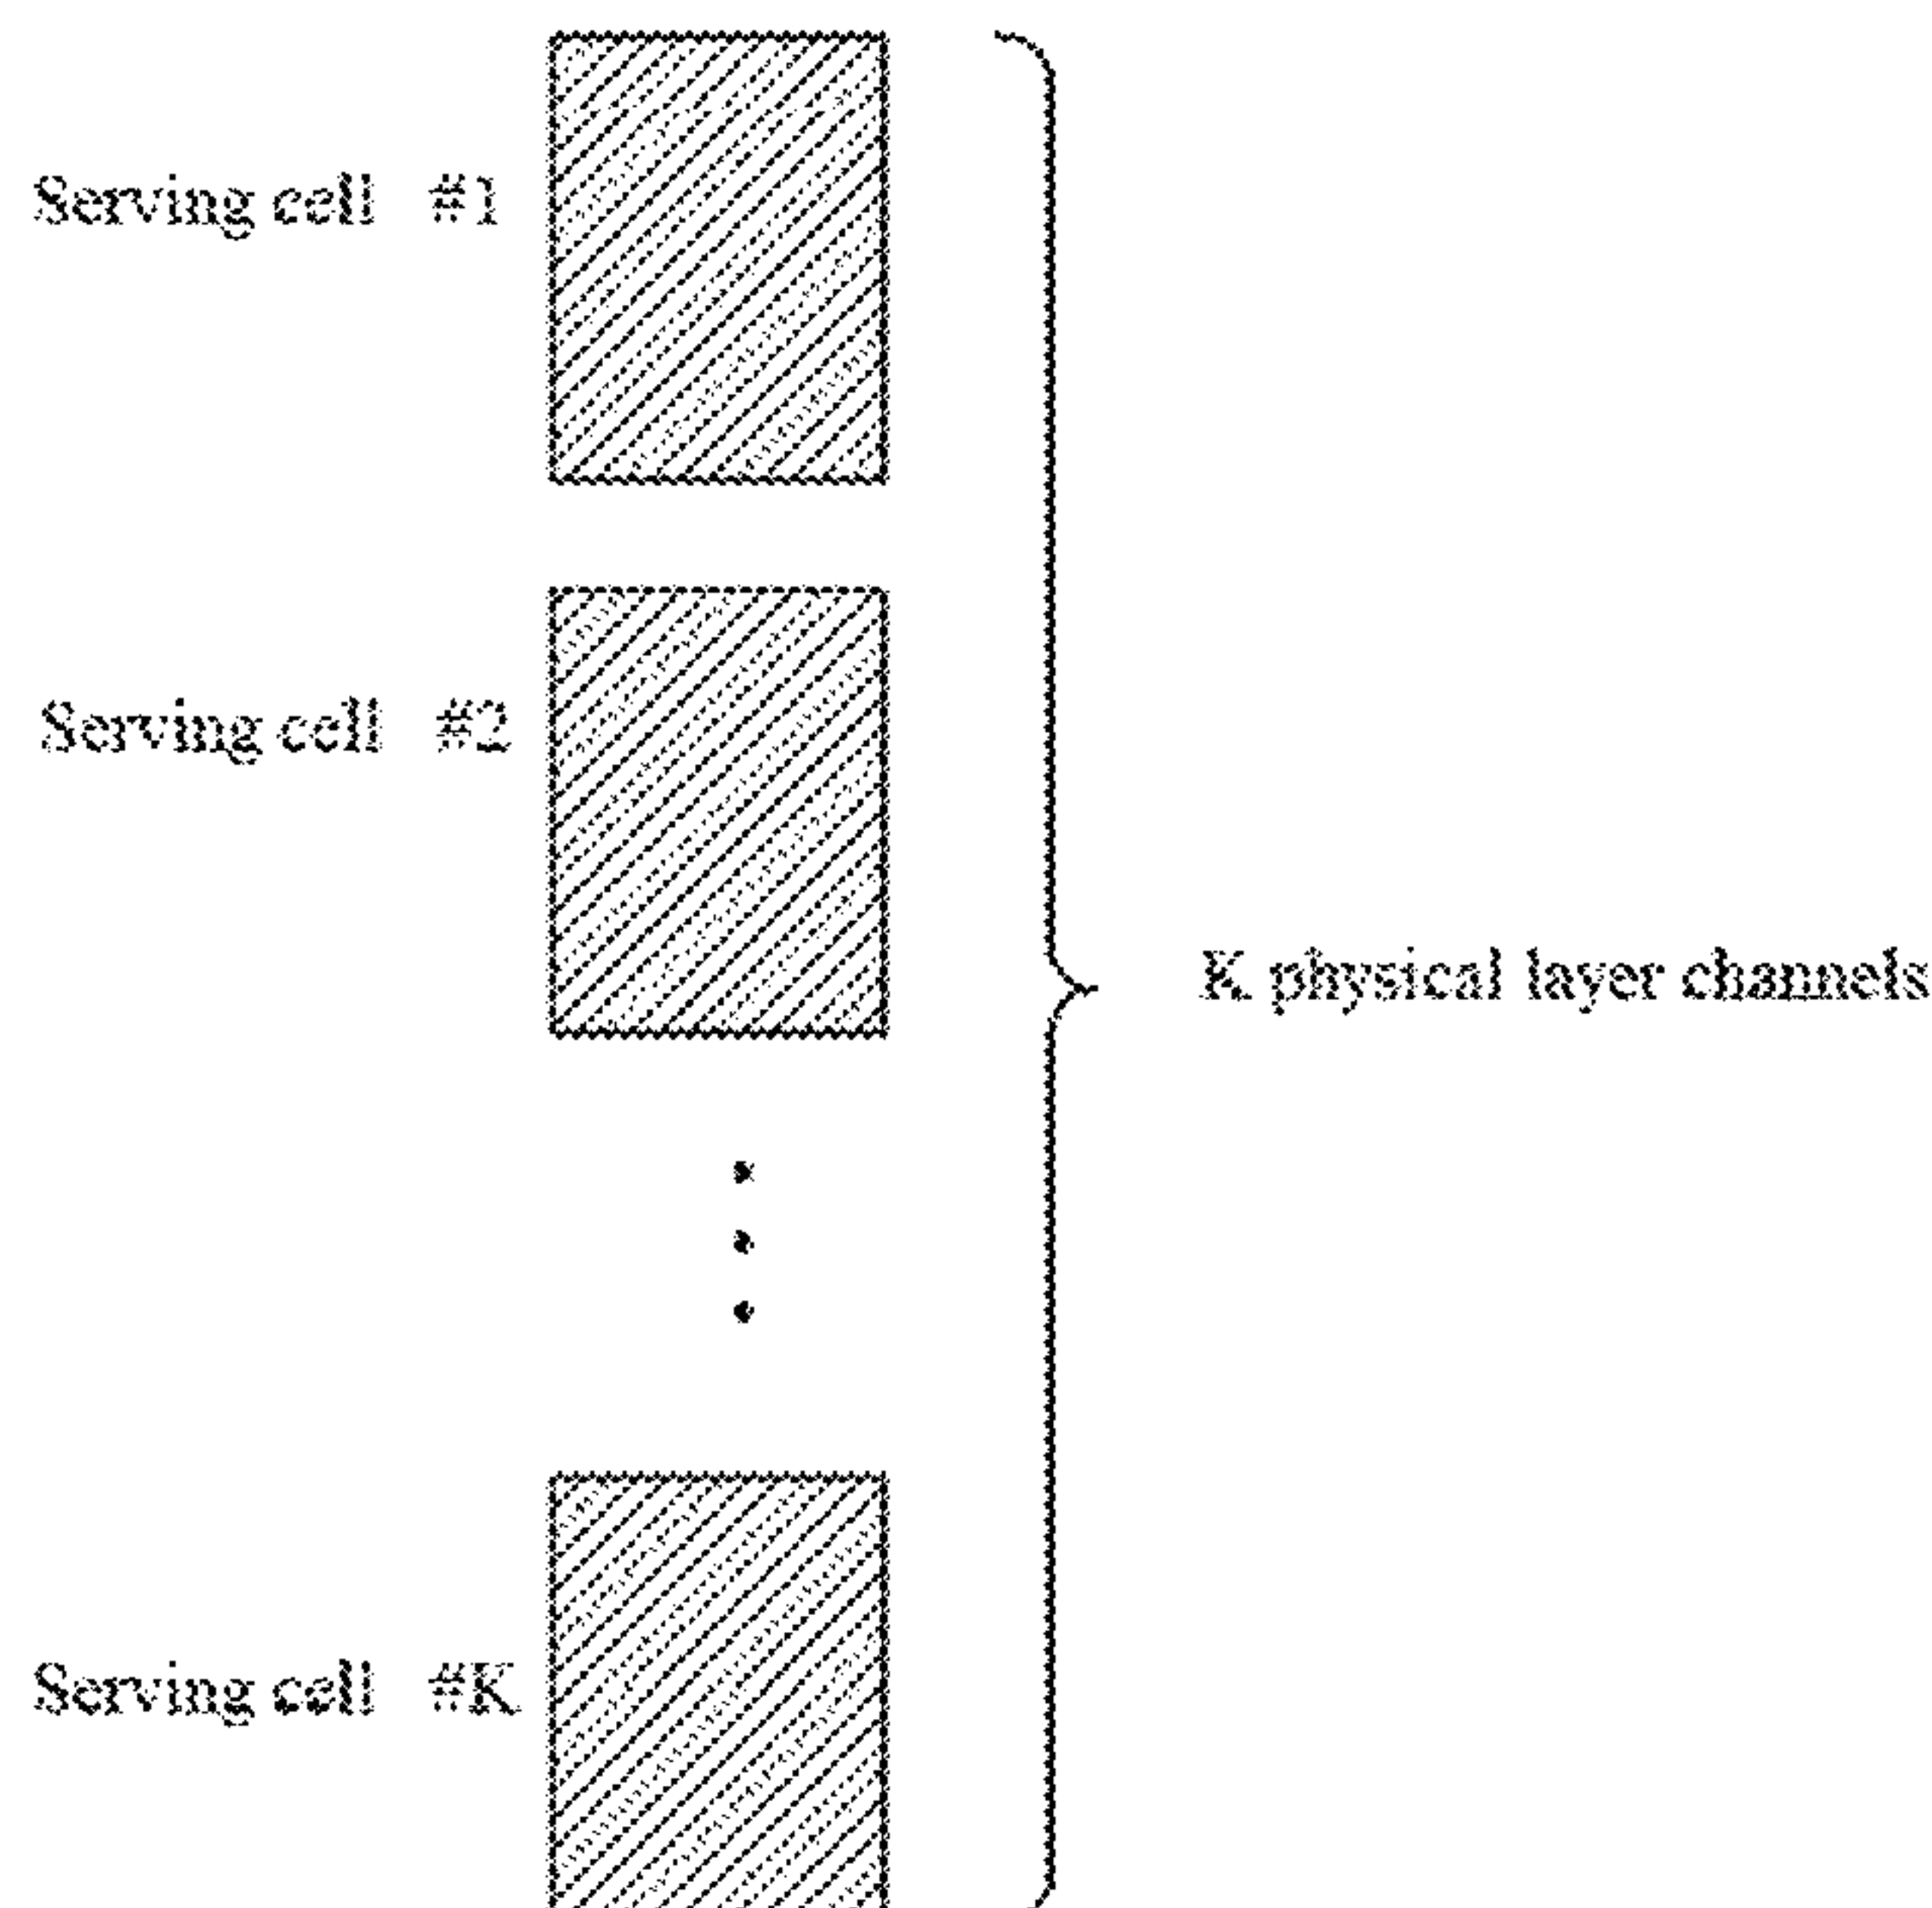 Serving cell #1
Serving cell #2
K physical layer channels
Serving cell #K